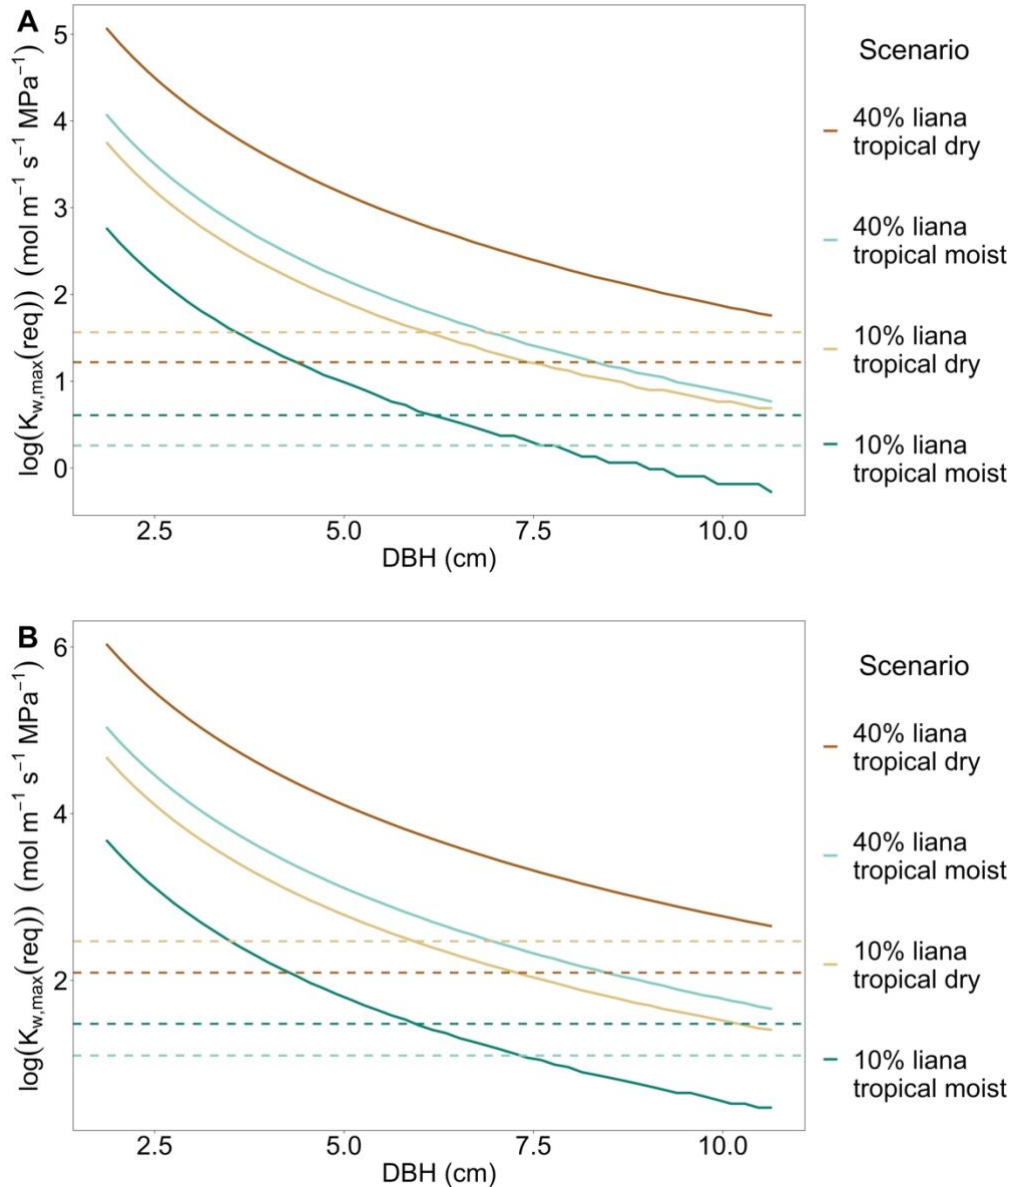 A
log(K_w,max(req)) (mol m⁻¹ s⁻¹ MPa⁻¹)
5
4
3
2
1
0
2.5 5.0 7.5 10.0
DBH (cm)
Scenario
40% liana
tropical dry
40% liana
tropical moist
10% liana
tropical dry
10% liana
tropical moist
B
log(K_w,max(req)) (mol m⁻¹ s⁻¹ MPa⁻¹)
6
4
2
2.5 5.0 7.5 10.0
DBH (cm)
Scenario
40% liana
tropical dry
40% liana
tropical moist
10% liana
tropical dry
10% liana
tropical moist